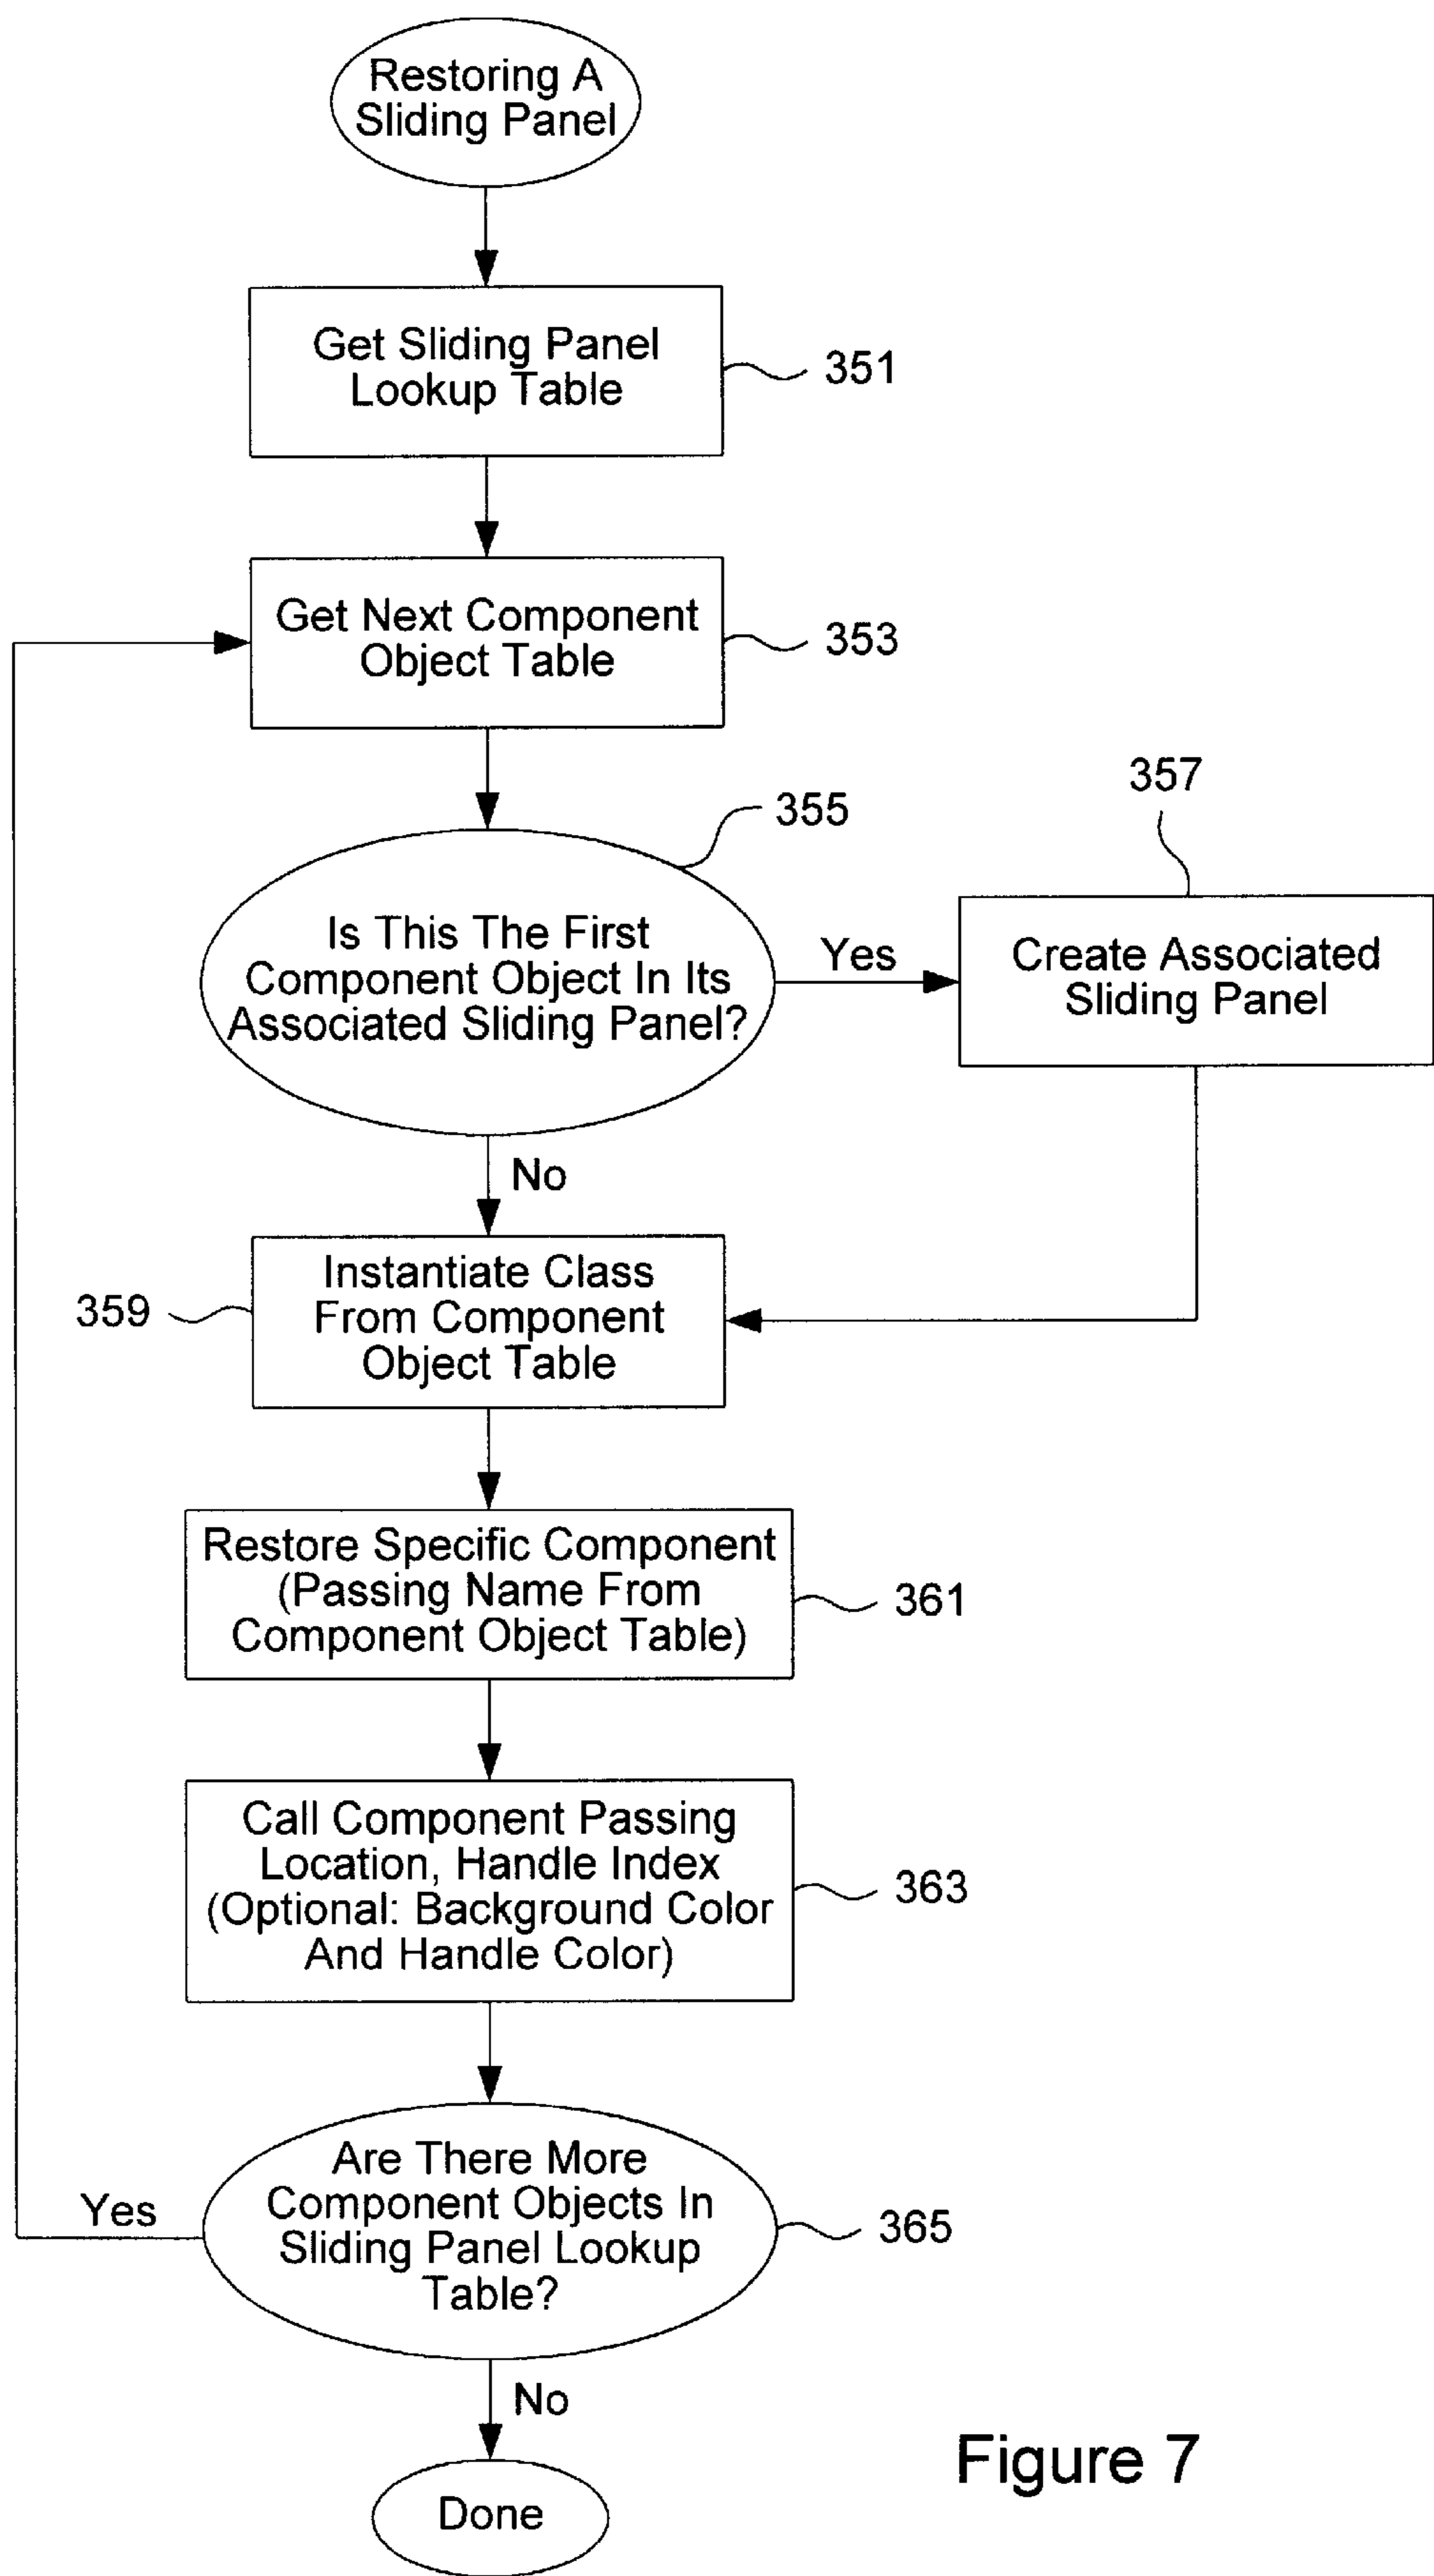 Restoring A
Sliding Panel
Get Sliding Panel
Lookup Table
351
Get Next Component
Object Table
353
355
357
Is This The First
Component Object In Its
Associated Sliding Panel?
Yes
Create Associated
Sliding Panel
No
Instantiate Class
From Component
Object Table
359
Restore Specific Component
(Passing Name From
Component Object Table)
361
Call Component Passing
Location, Handle Index
(Optional: Background Color
And Handle Color)
363
Are There More
Component Objects In
Sliding Panel Lookup
Table?
Yes
365
No
Done
Figure 7